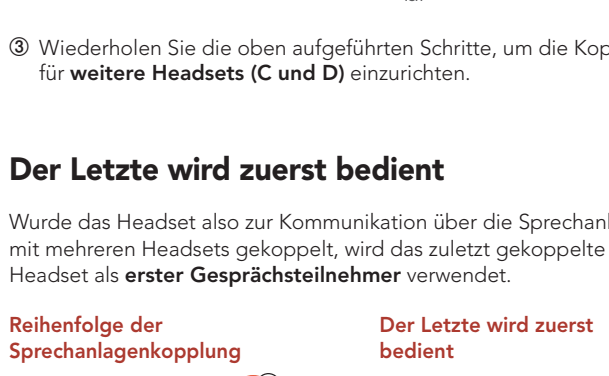 ③ Wiederholen Sie die oben aufgeführten Schritte, um die Kop
für weitere Headsets (C und D) einzurichten.
Der Letzte wird zuerst bedient
Wurde das Headset also zur Kommunikation über die Sprechanl
mit mehreren Headsets gekoppelt, wird das zuletzt gekoppelte
Headset als erster Gesprächsteilnehmer verwendet.
Reihenfolge der
Sprechanlagenkopplung
Der Letzte wird zuerst
bedient